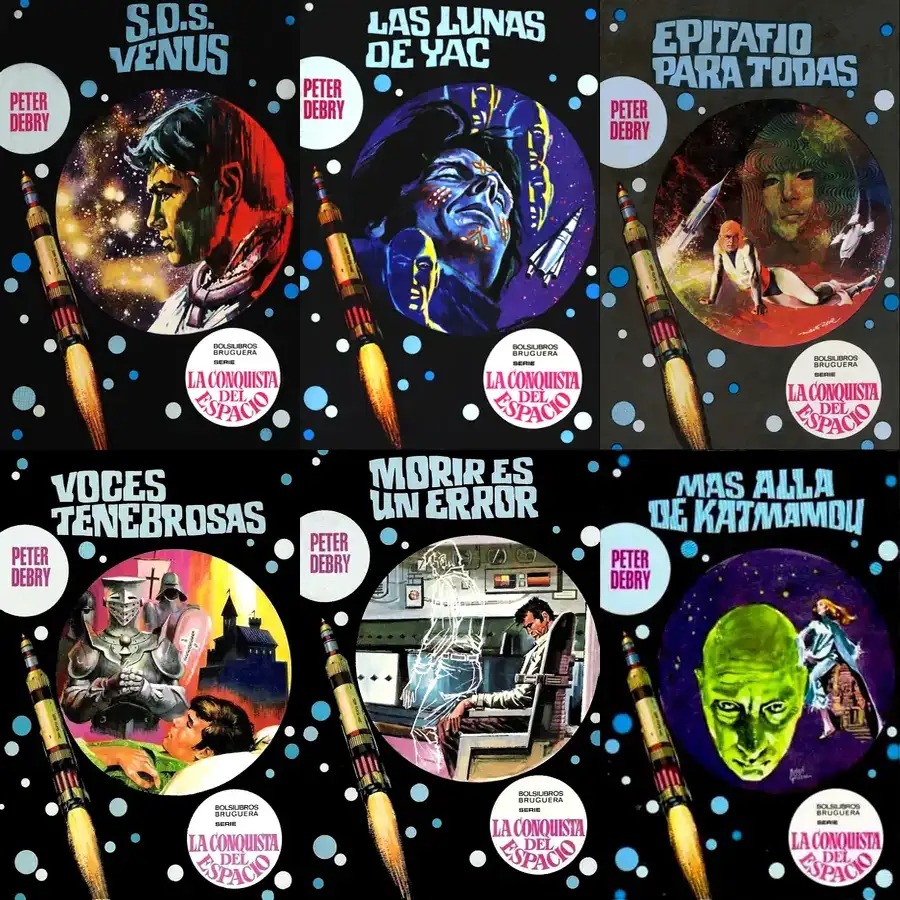 S.O.S.
VENUS
PETER
DEBRY
BOLSILIBROS
BRUGUERA
SERIE
LA CONQUISTA
DEL
ESPACIO
LAS LUNAS
DE YAC
PETER
DEBRY
BOLSILIBROS
BRUGUERA
SERIE
LA CONQUISTA
DEL
ESPACIO
EPITAFIO
PARA TODAS
PETER
DEBRY
BOLSILIBROS
BRUGUERA
SERIE
LA CONQUISTA
DEL
ESPACIO
VOCES
TENEBROSAS
PETER
DEBRY
BOLSILIBROS
BRUGUERA
SERIE
LA CONQUISTA
DEL
ESPACIO
MORIR ES
UN ERROR
PETER
DEBRY
BOLSILIBROS
BRUGUERA
SERIE
LA CONQUISTA
DEL
ESPACIO
MAS ALLA
DE KATMAMDU
PETER
DEBRY
BOLSILIBROS
BRUGUERA
SERIE
LA CONQUISTA
DEL
ESPACIO